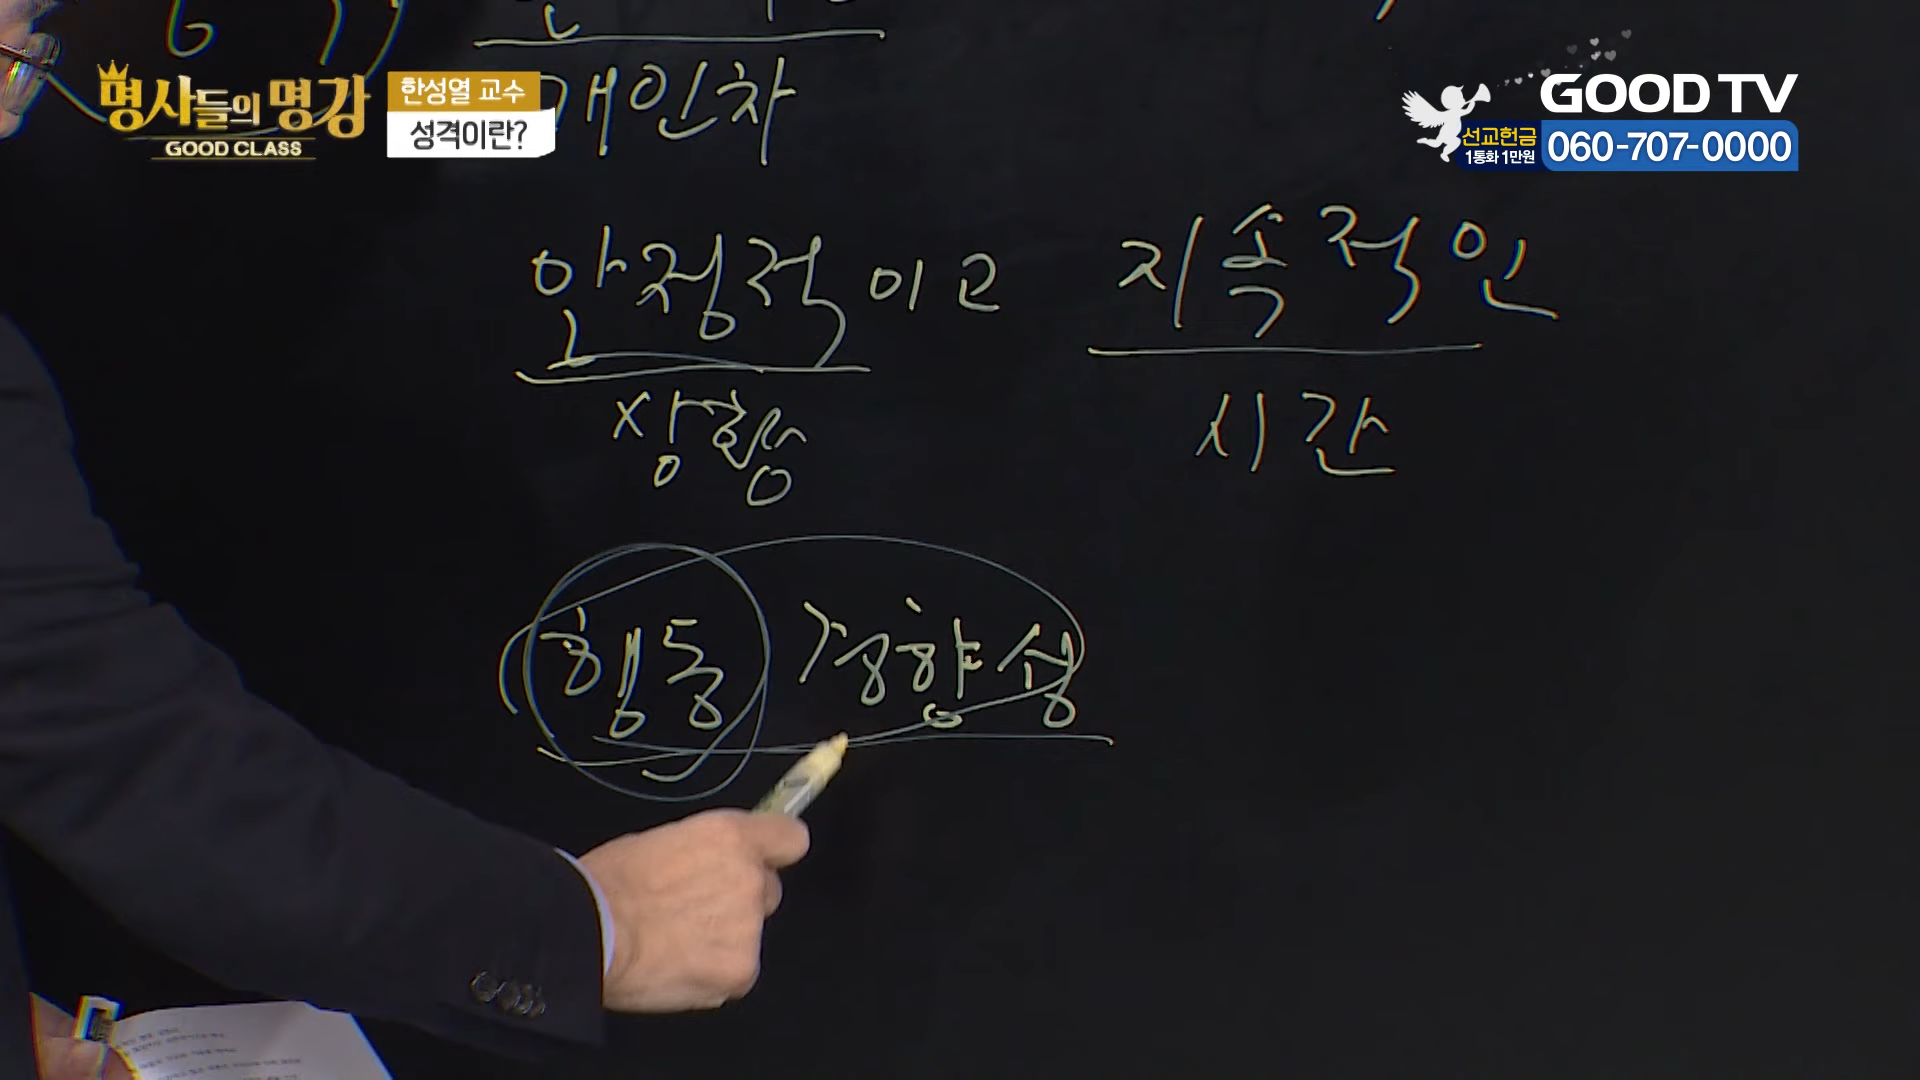 명사들의 명강
GOOD CLASS
한성열 교수
성격이란?
GOOD TV
선교헌금
1통화 1만원
060-707-0000
개인차
안정적이고 지속적인
상황 시간
행동 경향성